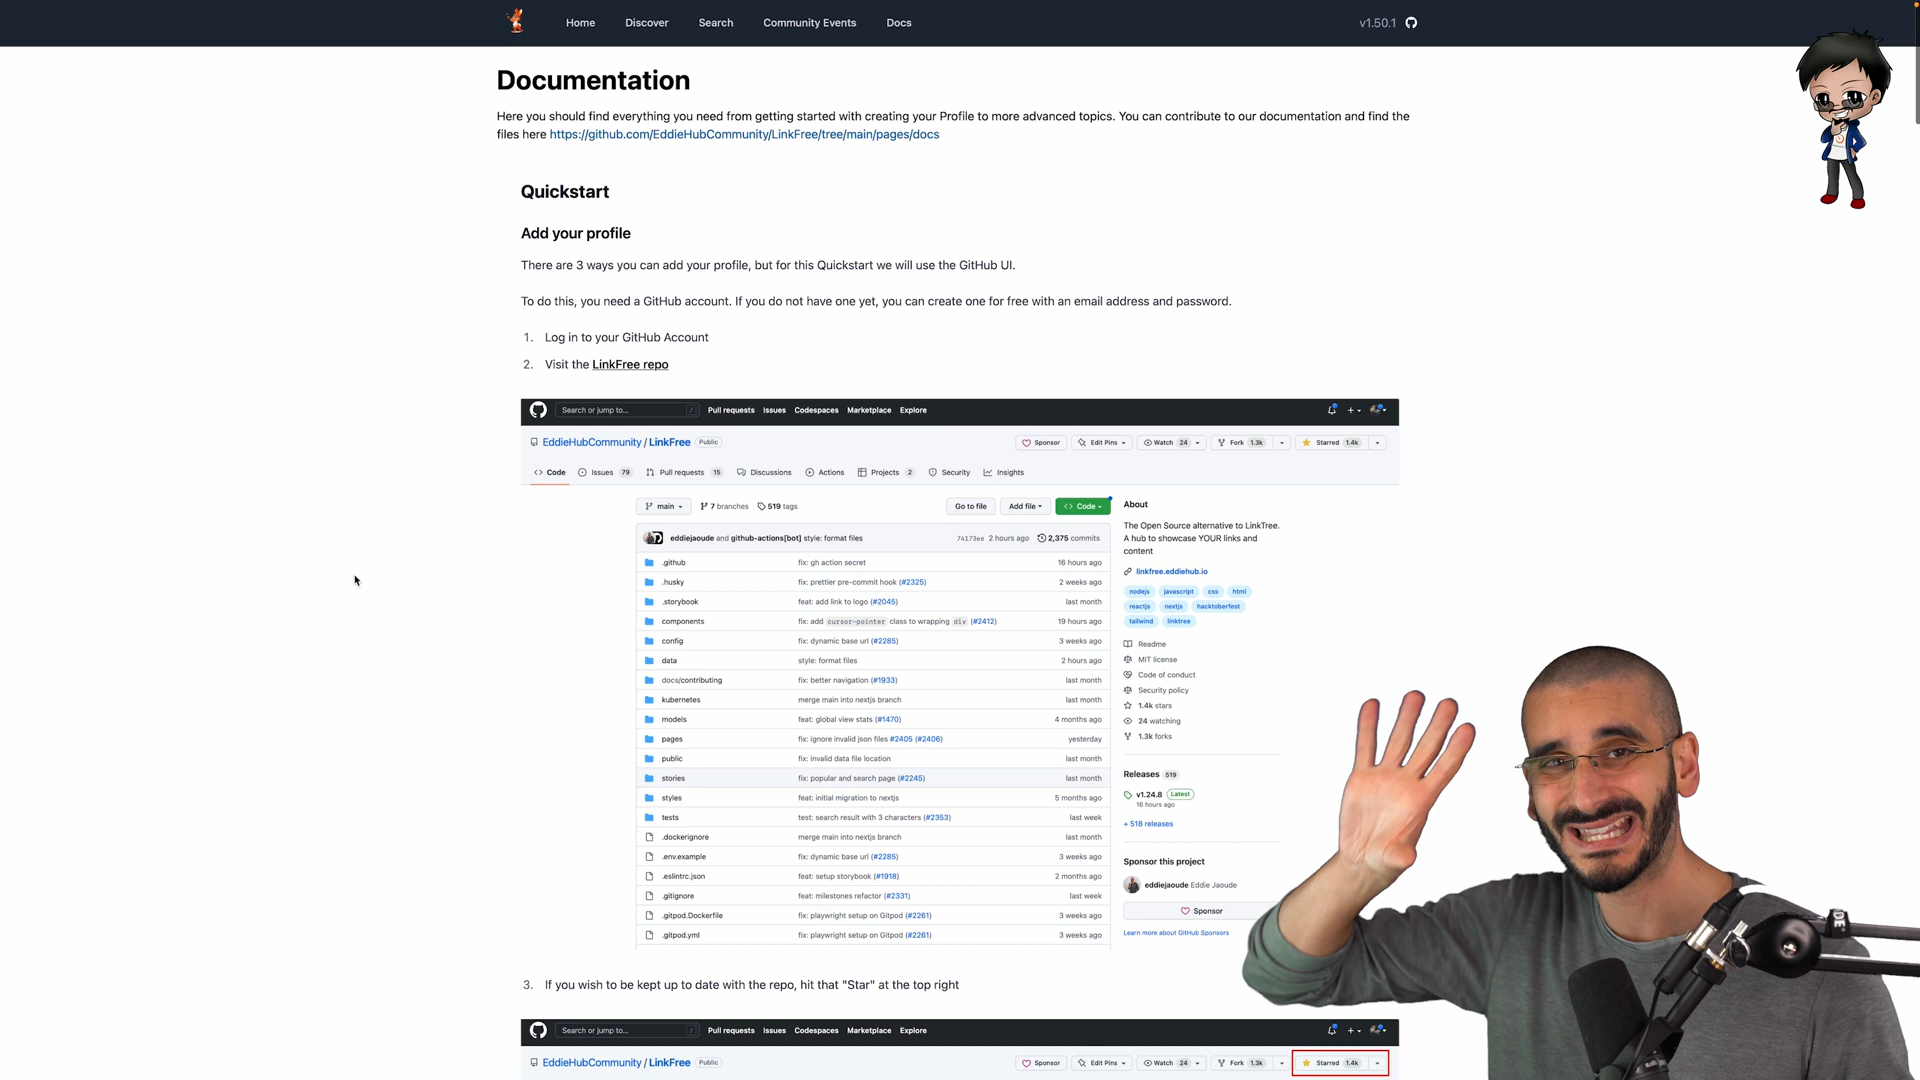 Home Discover Search Community Events Docs v1.50.1
Documentation
Here you should find everything you need from getting started with creating your Profile to more advanced topics. You can contribute to our documentation and find the
files here https://github.com/EddieHubCommunity/LinkFree/tree/main/pages/docs
Quickstart
Add your profile
There are 3 ways you can add your profile, but for this Quickstart we will use the GitHub UI.
To do this, you need a GitHub account. If you do not have one yet, you can create one for free with an email address and password.
1. Log in to your GitHub Account
2. Visit the LinkFree repo
Search or jump to... / Pull requests Issues Codespaces Marketplace Explore
EddieHubCommunity / LinkFree Public Sponsor Edit Pins Watch 24 Fork 1.3k Starred 1.4k
Code Issues 79 Pull requests 15 Discussions Actions Projects 2 Security Insights
main 7 branches 519 tags Go to file Add file Code
eddiejaoude and github-actions[bot] style: format files 74173ee 2 hours ago 2,375 commits
.github fix: gh action secret 16 hours ago
.husky fix: prettier pre-commit hook (#2325) 2 weeks ago
.storybook feat: add link to logo (#2045) last month
components fix: add cursor-pointer class to wrapping div (#2412) 19 hours ago
config fix: dynamic base url (#2285) 3 weeks ago
data style: format files 2 hours ago
docs/contributing fix: better navigation (#1933) last month
kubernetes merge main into nextjs branch last month
models feat: global view stats (#1470) 4 months ago
pages fix: ignore invalid json files #2405 (#2406) yesterday
public fix: invalid data file location last month
stories fix: popular and search page (#2245) last month
styles feat: initial migration to nextjs 5 months ago
tests test: search result with 3 characters (#2353) last week
.dockerignore merge main into nextjs branch last month
.env.example fix: dynamic base url (#2285) 3 weeks ago
.eslintrc.json feat: setup storybook (#1918) 2 months ago
.gitignore feat: milestones refactor (#2331) last week
.gitpod.Dockerfile fix: playwright setup on Gitpod (#2261) 3 weeks ago
.gitpod.yml fix: playwright setup on Gitpod (#2261) 3 weeks ago
About
The Open Source alternative to LinkTree.
A hub to showcase YOUR links and
content
linkfree.eddiehub.io
nodejs javascript css html
reactjs nextjs hacktoberfest
tailwind linktree
Readme
MIT license
Code of conduct
Security policy
1.4k stars
24 watching
1.3k forks
Releases 519
v1.24.8 Latest
16 hours ago
+ 518 releases
Sponsor this project
eddiejaoude Eddie Jaoude
Sponsor
Learn more about GitHub Sponsors
3. If you wish to be kept up to date with the repo, hit that "Star" at the top right
Search or jump to... / Pull requests Issues Codespaces Marketplace Explore
EddieHubCommunity / LinkFree Public Sponsor Edit Pins Watch 24 Fork 1.3k Starred 1.4k